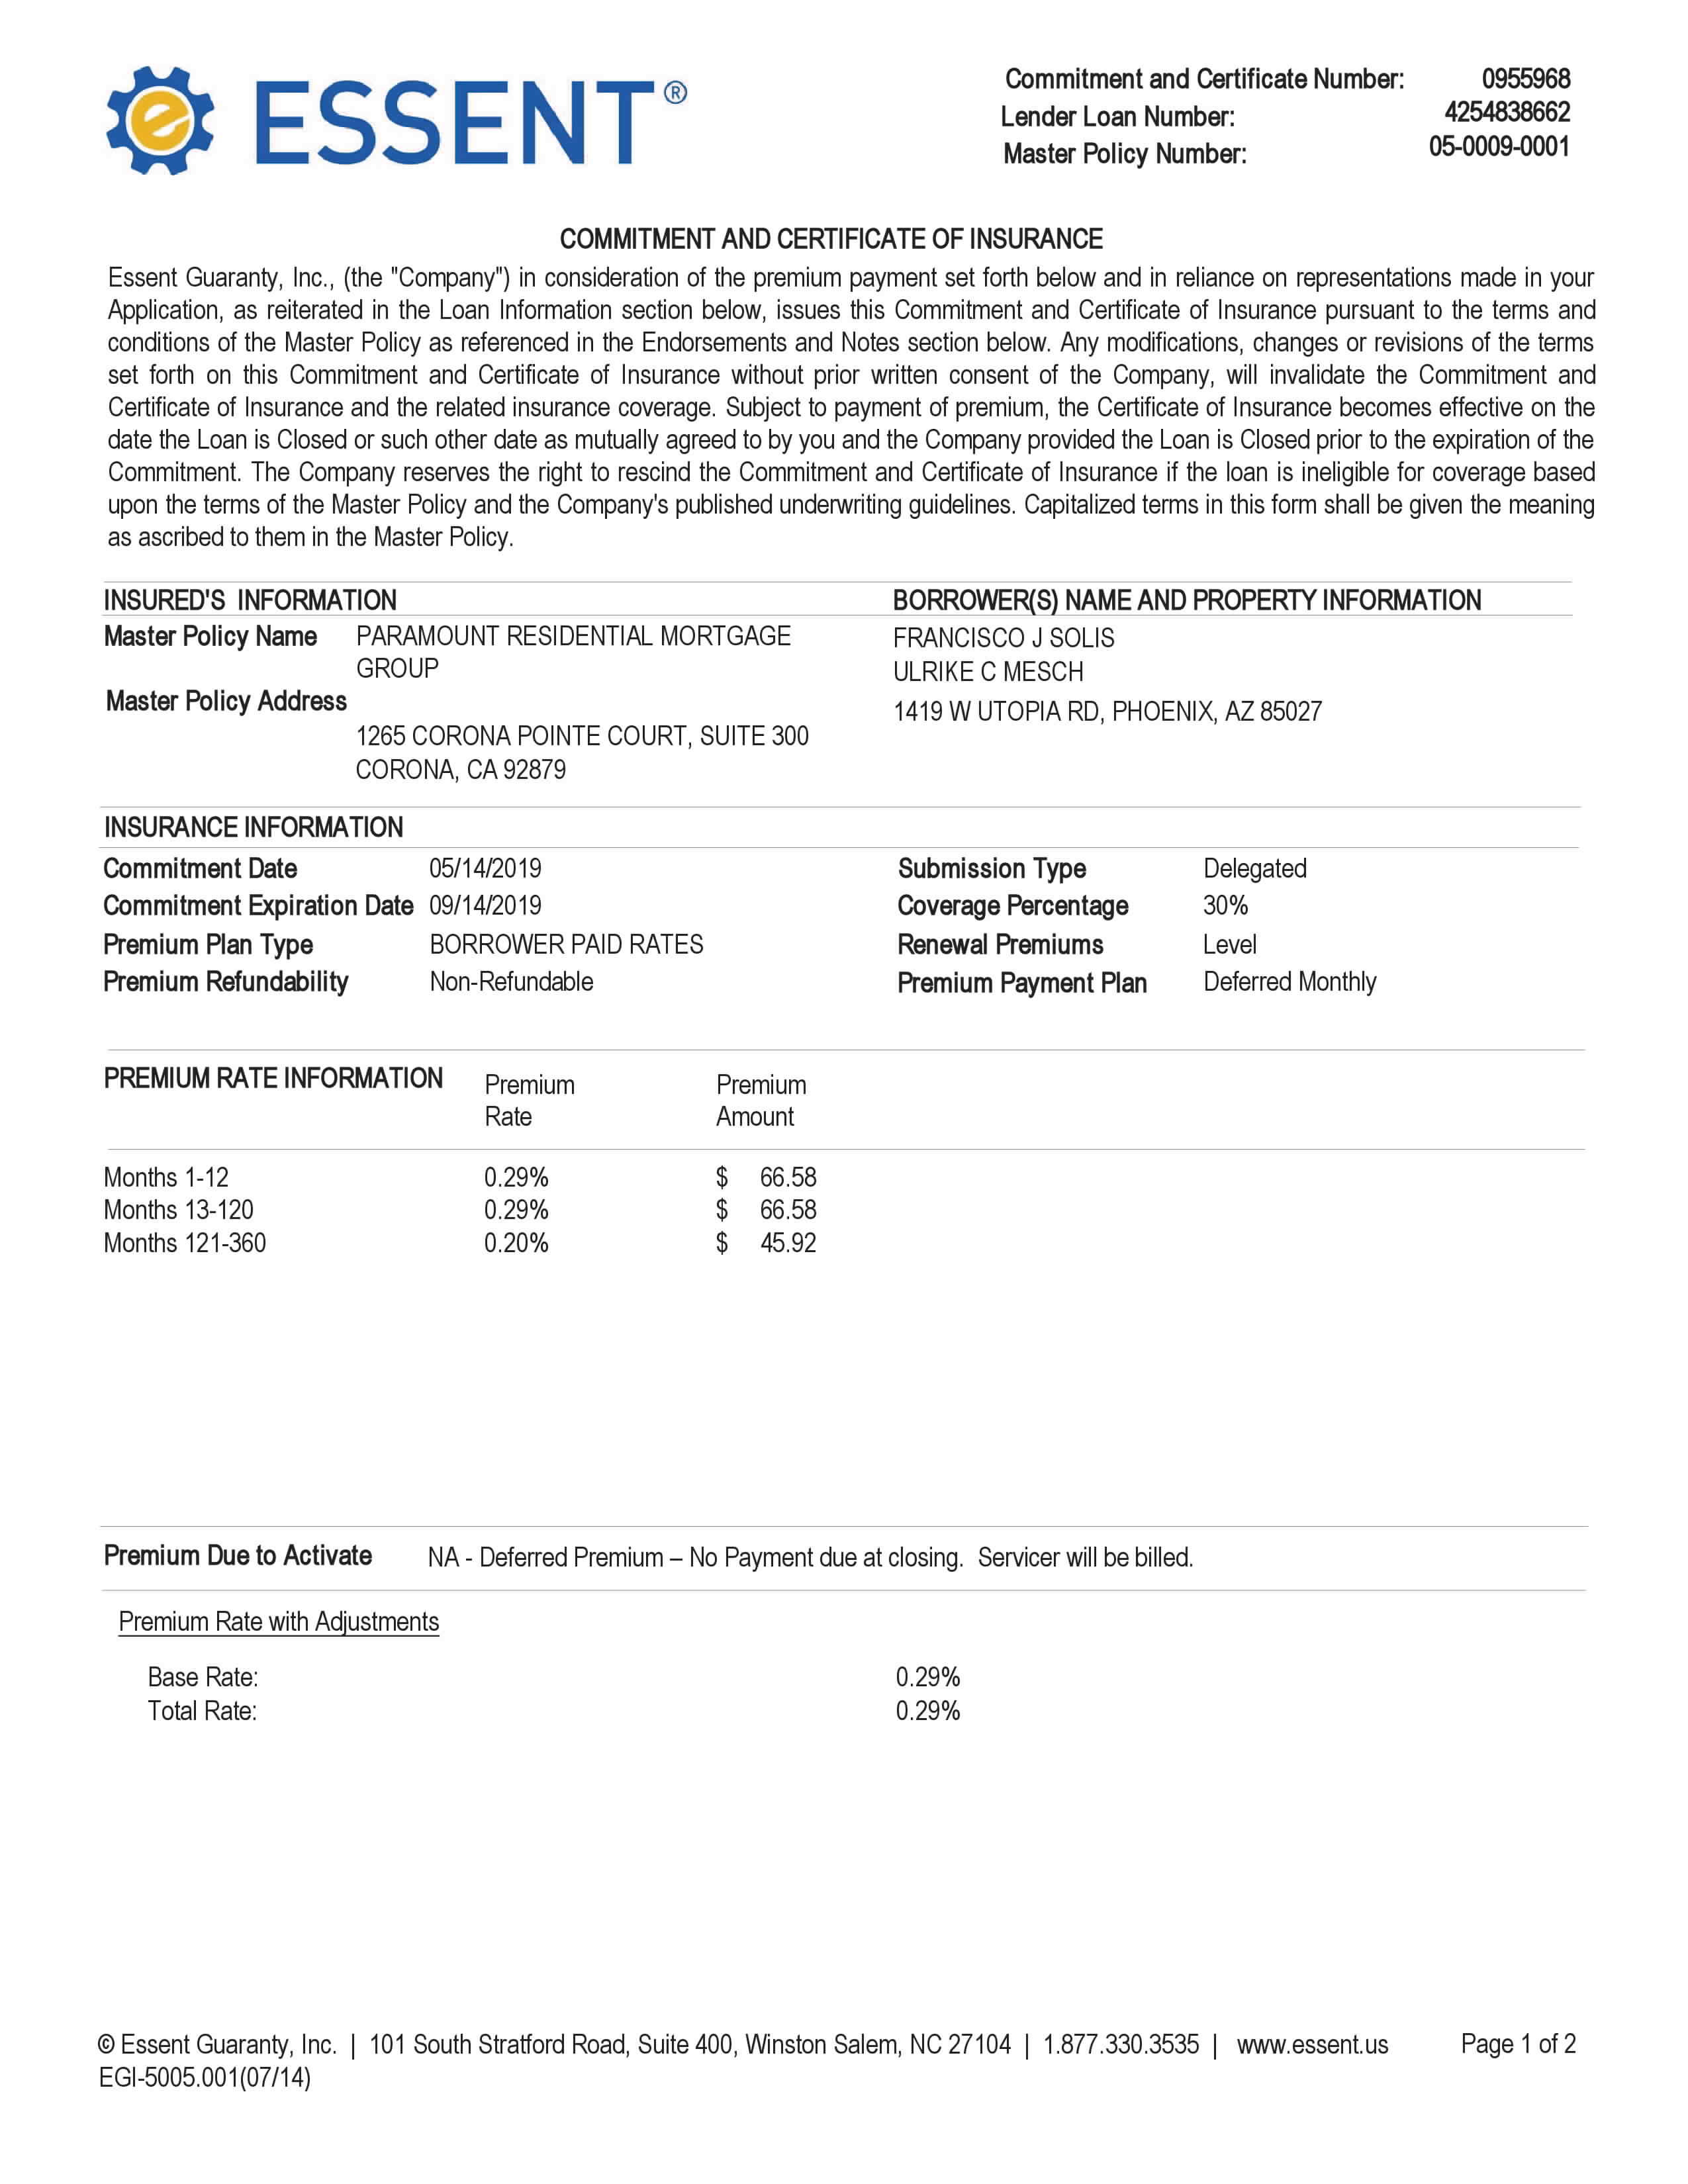 ESSENT®
Commitment and Certificate Number: 0955968
Lender Loan Number: 4254838662
Master Policy Number: 05-0009-0001
COMMITMENT AND CERTIFICATE OF INSURANCE
Essent Guaranty, Inc., (the "Company") in consideration of the premium payment set forth below and in reliance on representations made in your
Application, as reiterated in the Loan Information section below, issues this Commitment and Certificate of Insurance pursuant to the terms and
conditions of the Master Policy as referenced in the Endorsements and Notes section below. Any modifications, changes or revisions of the terms
set forth on this Commitment and Certificate of Insurance without prior written consent of the Company, will invalidate the Commitment and
Certificate of Insurance and the related insurance coverage. Subject to payment of premium, the Certificate of Insurance becomes effective on the
date the Loan is Closed or such other date as mutually agreed to by you and the Company provided the Loan is Closed prior to the expiration of the
Commitment. The Company reserves the right to rescind the Commitment and Certificate of Insurance if the loan is ineligible for coverage based
upon the terms of the Master Policy and the Company's published underwriting guidelines. Capitalized terms in this form shall be given the meaning
as ascribed to them in the Master Policy.
INSURED'S INFORMATION
Master Policy Name PARAMOUNT RESIDENTIAL MORTGAGE
GROUP
Master Policy Address
1265 CORONA POINTE COURT, SUITE 300
CORONA, CA 92879
BORROWER(S) NAME AND PROPERTY INFORMATION
FRANCISCO J SOLIS
ULRIKE C MESCH
1419 W UTOPIA RD, PHOENIX, AZ 85027
INSURANCE INFORMATION
Commitment Date 05/14/2019 Submission Type Delegated
Commitment Expiration Date 09/14/2019 Coverage Percentage 30%
Premium Plan Type BORROWER PAID RATES Renewal Premiums Level
Premium Refundability Non-Refundable Premium Payment Plan Deferred Monthly
PREMIUM RATE INFORMATION Premium Premium
Rate Amount
Months 1-12 0.29% $ 66.58
Months 13-120 0.29% $ 66.58
Months 121-360 0.20% $ 45.92
Premium Due to Activate NA - Deferred Premium – No Payment due at closing. Servicer will be billed.
Premium Rate with Adjustments
Base Rate: 0.29%
Total Rate: 0.29%
© Essent Guaranty, Inc. | 101 South Stratford Road, Suite 400, Winston Salem, NC 27104 | 1.877.330.3535 | www.essent.us Page 1 of 2
EGI-5005.001(07/14)